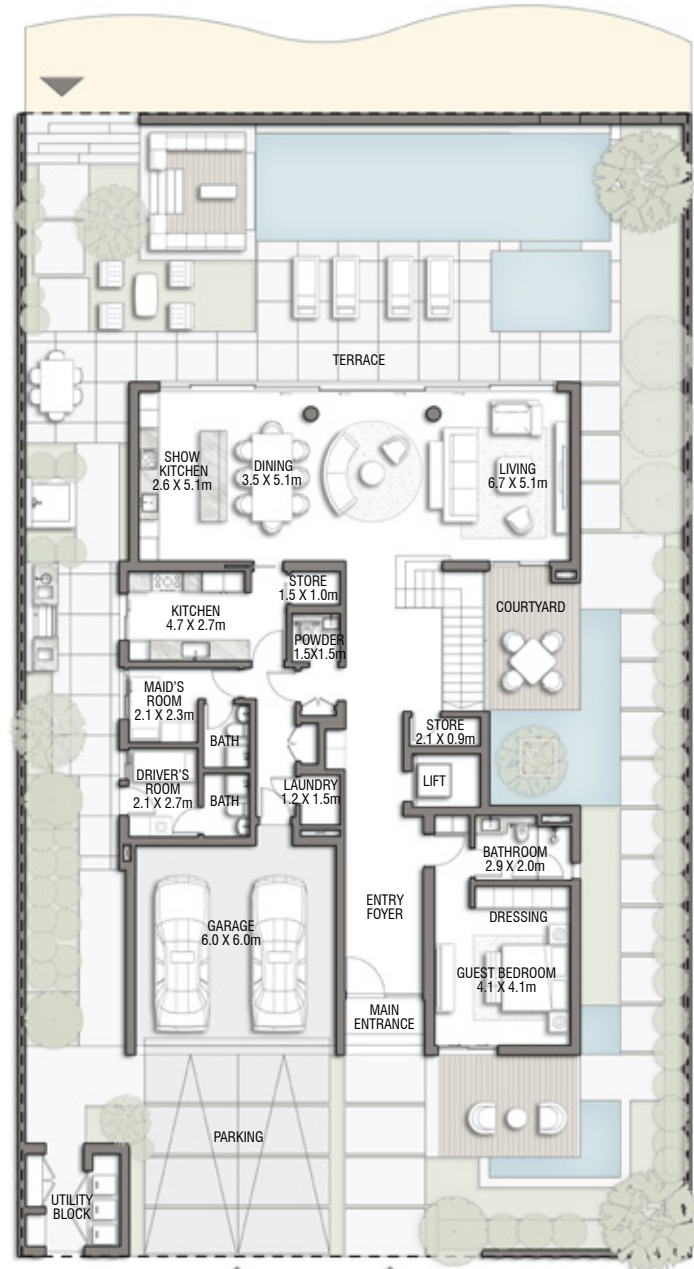 TERRACE
SHOW
KITCHEN
2.6 X 5.1m
DINING
3.5 X 5.1m
LIVING
6.7 X 5.1m
STORE
1.5 X 1.0m
KITCHEN
4.7 X 2.7m
COURTYARD
POWDER
1.5X1.5m
MAID'S
ROOM
2.1 X 2.3m
BATH
STORE
2.1 X 0.9m
DRIVER'S
ROOM
2.1 X 2.7m
BATH
LAUNDRY
1.2 X 1.5m
LIFT
BATHROOM
2.9 X 2.0m
ENTRY
FOYER
DRESSING
GARAGE
6.0 X 6.0m
GUEST BEDROOM
4.1 X 4.1m
MAIN
ENTRANCE
PARKING
UTILITY
BLOCK